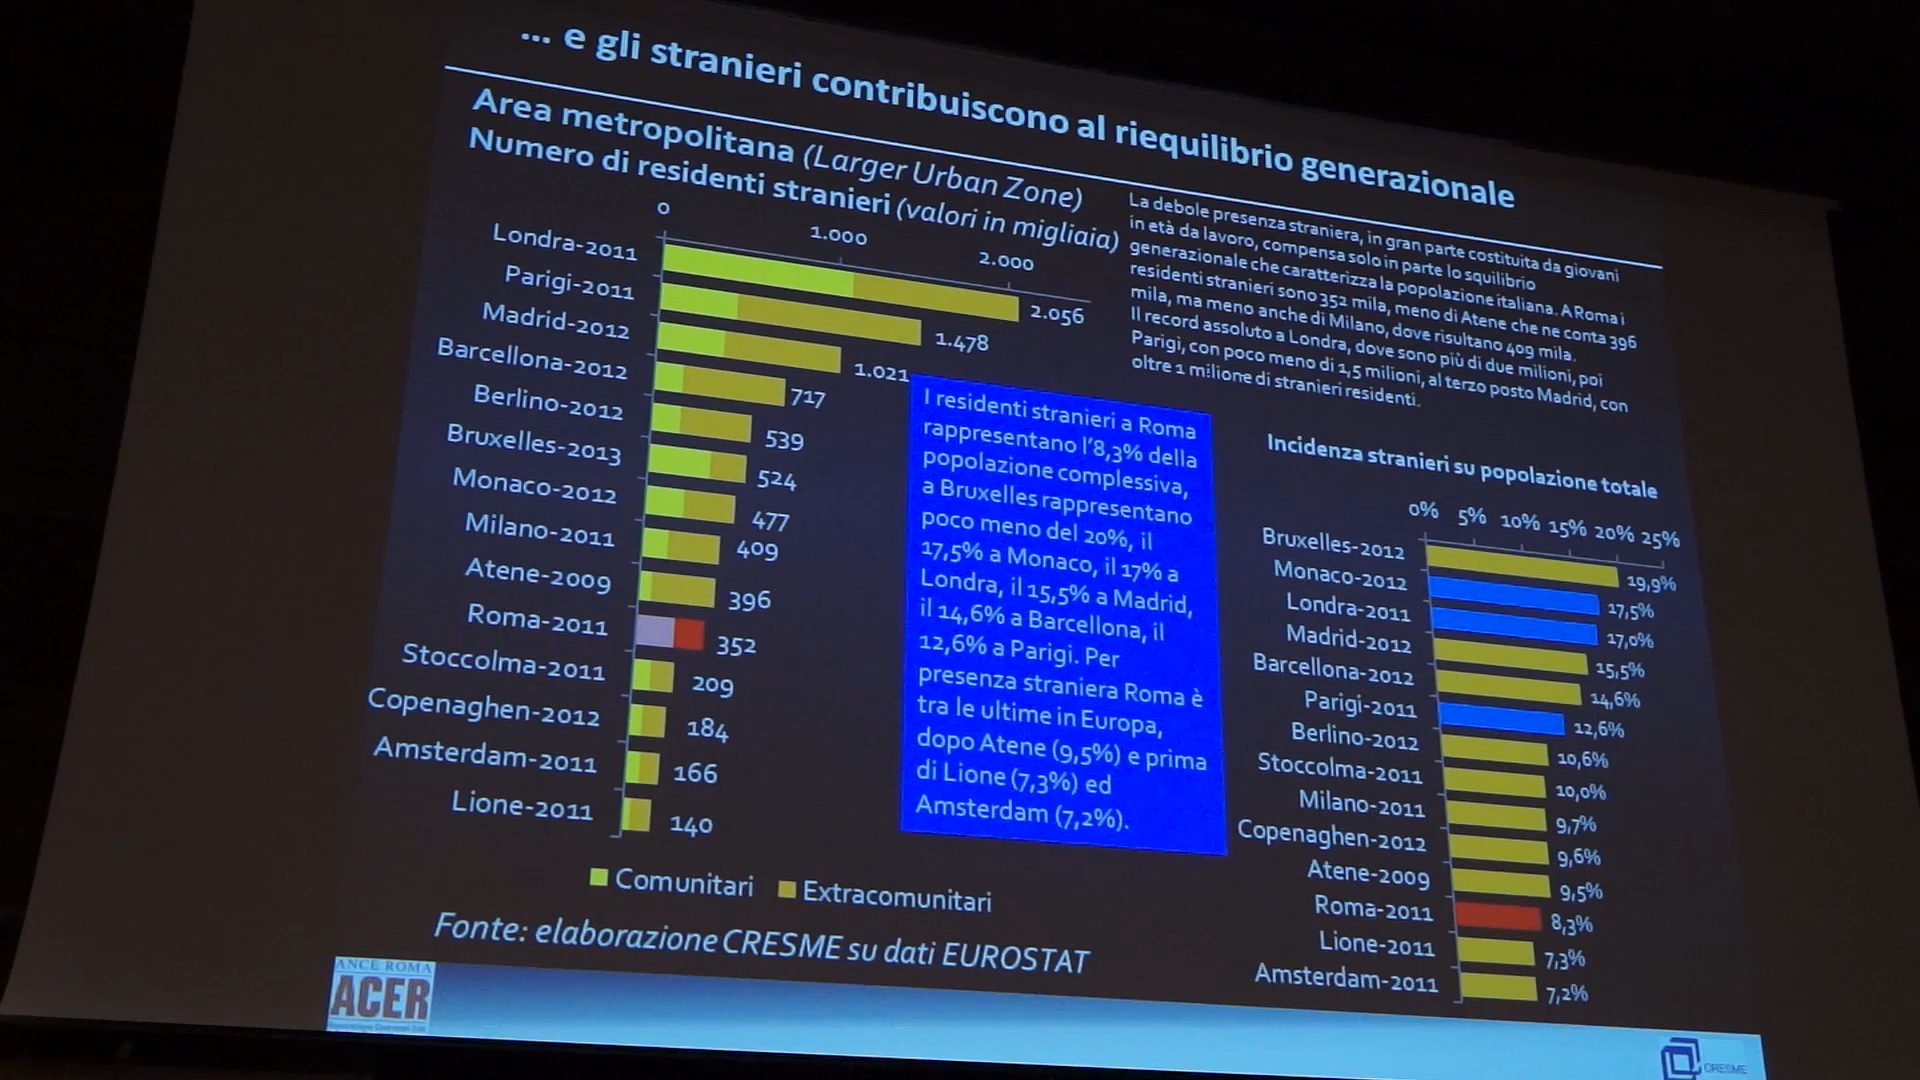 ... e gli stranieri contribuiscono al riequilibrio generazionale
Area metropolitana (Larger Urban Zone)
Numero di residenti stranieri (valori in migliaia)
0
1.000
2.000
Londra-2011
2.056
Parigi-2011
1.478
Madrid-2012
1.021
Barcellona-2012
717
Berlino-2012
539
Bruxelles-2013
524
Monaco-2012
477
Milano-2011
409
Atene-2009
396
Roma-2011
352
Stoccolma-2011
209
Copenaghen-2012
184
Amsterdam-2011
166
Lione-2011
140
Comunitari
Extracomunitari
Fonte: elaborazione CRESME su dati EUROSTAT
La debole presenza straniera, in gran parte costituita da giovani
in età da lavoro, compensa solo in parte lo squilibrio
generazionale che caratterizza la popolazione italiana. A Roma i
residenti stranieri sono 352 mila, meno di Atene che ne conta 396
mila, ma meno anche di Milano, dove risultano 409 mila.
Il record assoluto a Londra, dove sono più di due milioni, poi
Parigi, con poco meno di 1,5 milioni, al terzo posto Madrid, con
oltre 1 milione di stranieri residenti.
I residenti stranieri a Roma
rappresentano l'8,3% della
popolazione complessiva,
a Bruxelles rappresentano
poco meno del 20%, il
17,5% a Monaco, il 17% a
Londra, il 15,5% a Madrid,
il 14,6% a Barcellona, il
12,6% a Parigi. Per
presenza straniera Roma è
tra le ultime in Europa,
dopo Atene (9,5%) e prima
di Lione (7,3%) ed
Amsterdam (7,2%).
Incidenza stranieri su popolazione totale
0% 5% 10% 15% 20% 25%
Bruxelles-2012
19,9%
Monaco-2012
17,5%
Londra-2011
17,0%
Madrid-2012
15,5%
Barcellona-2012
14,6%
Parigi-2011
12,6%
Berlino-2012
10,6%
Stoccolma-2011
10,0%
Milano-2011
9,7%
Copenaghen-2012
9,6%
Atene-2009
9,5%
Roma-2011
8,3%
Lione-2011
7,3%
Amsterdam-2011
7,2%
ANCE ROMA
ACER
CRESME